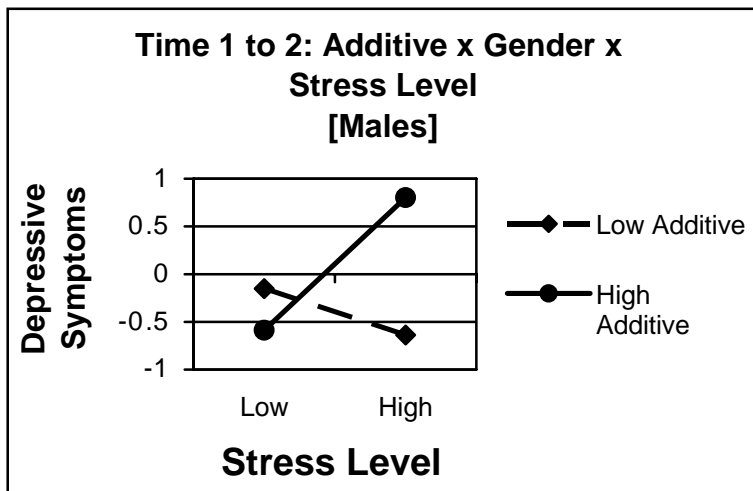 Time 1 to 2: Additive x Gender x
Stress Level
[Males]
Depressive
Symptoms
1
0.5
0
-0.5
-1
Low
High
Stress Level
Low Additive
High
Additive